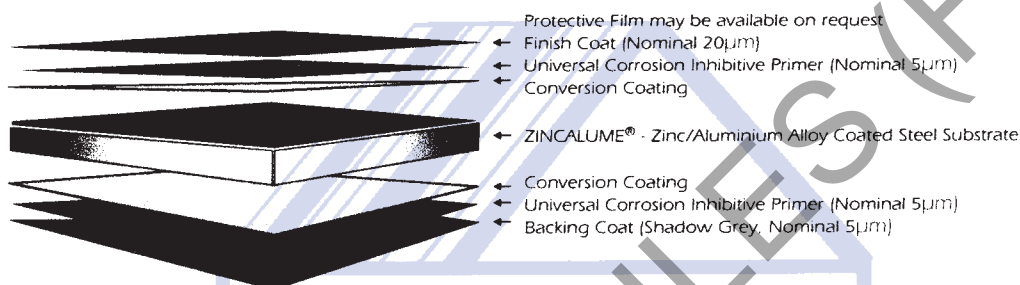 Protective Film may be available on request
Finish Coat (Nominal 20µm)
Universal Corrosion Inhibitive Primer (Nominal 5µm)
Conversion Coating
ZINCALUME® - Zinc/Aluminium Alloy Coated Steel Substrate
Conversion Coating
Universal Corrosion Inhibitive Primer (Nominal 5µm)
Backing Coat (Shadow Grey, Nominal 5µm)